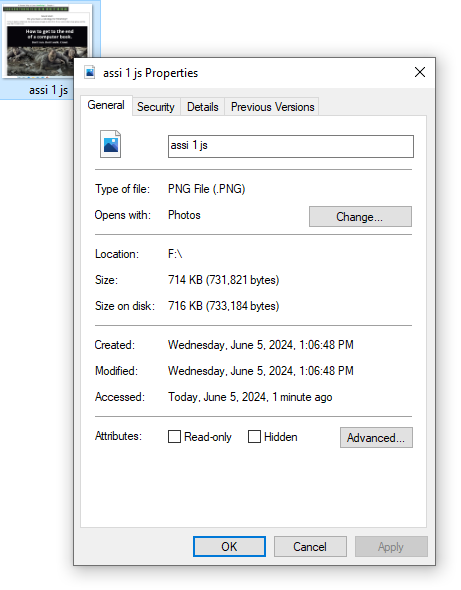 How to get to the end
of a computer book.
assi 1 js
assi 1 js Properties
General
Security
Details
Previous Versions
assi 1 js
Type of file: PNG File (.PNG)
Opens with: Photos
Change...
Location: F:\
Size: 714 KB (731,821 bytes)
Size on disk: 716 KB (733,184 bytes)
Created: Wednesday, June 5, 2024, 1:06:48 PM
Modified: Wednesday, June 5, 2024, 1:06:48 PM
Accessed: Today, June 5, 2024, 1 minute ago
Attributes: Read-only Hidden Advanced...
OK Cancel Apply